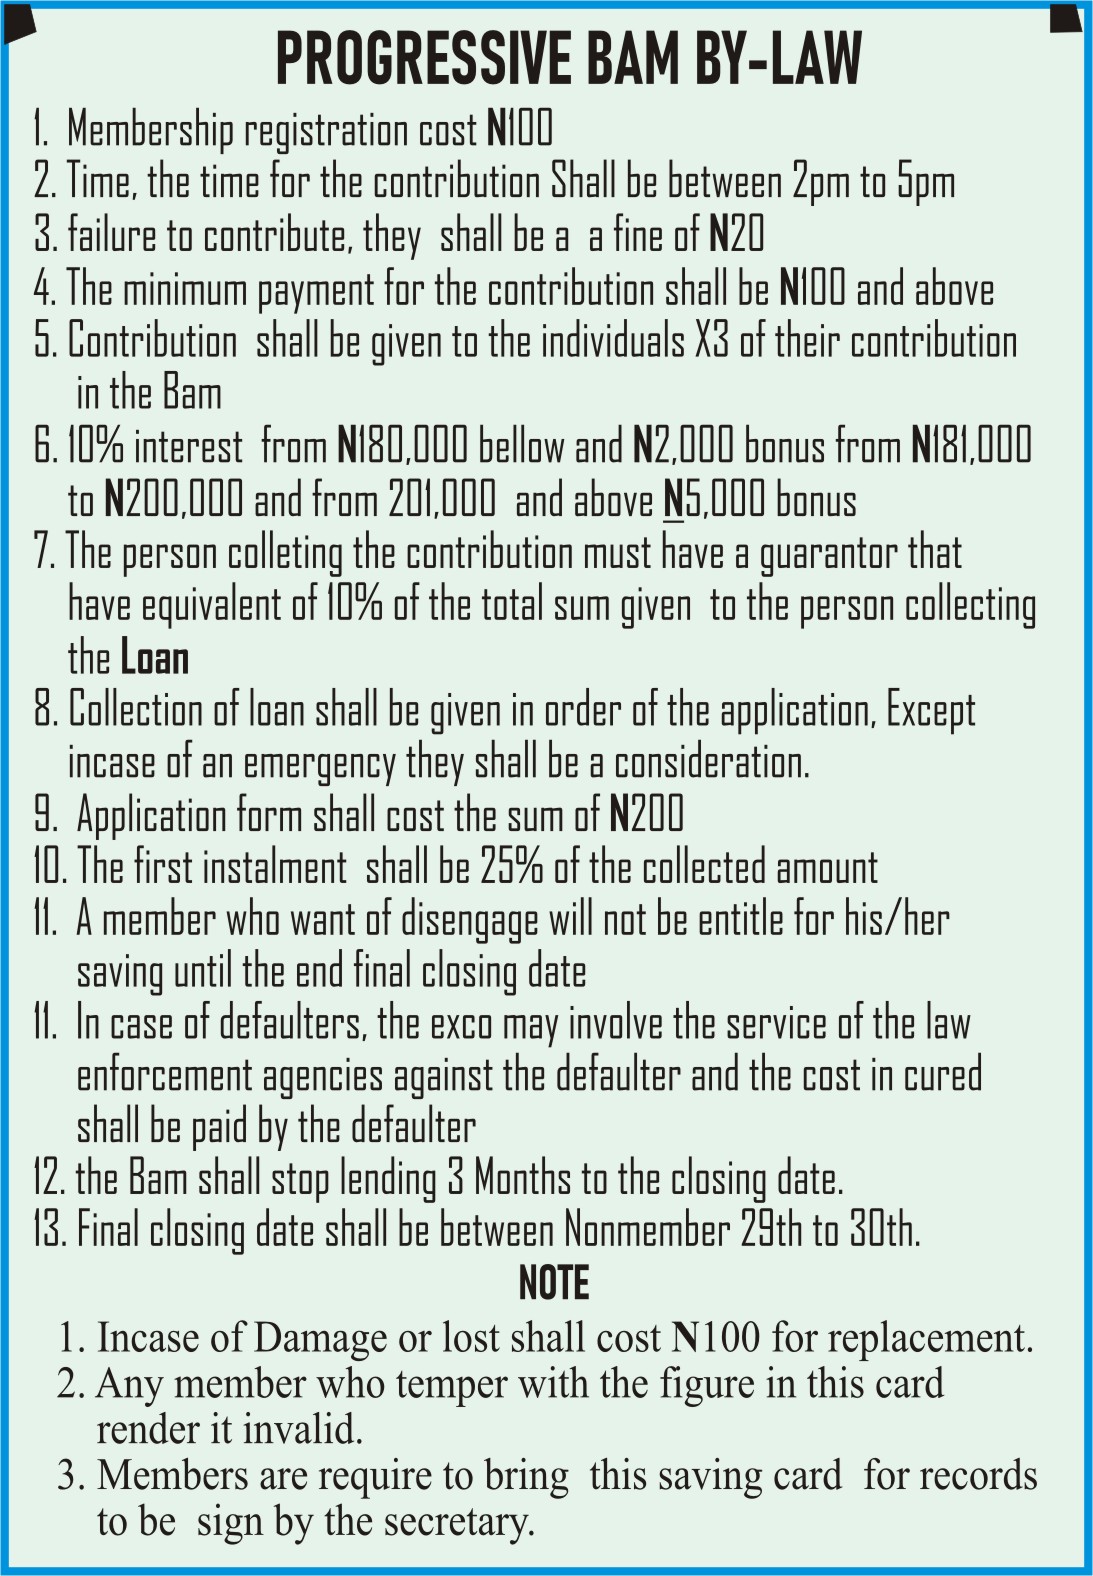 PROGRESSIVE BAM BY-LAW
1. Membership registration cost N100
2. Time, the time for the contribution Shall be between 2pm to 5pm
3. failure to contribute, they shall be a a fine of N20
4. The minimum payment for the contribution shall be N100 and above
5. Contribution shall be given to the individuals X3 of their contribution
in the Bam
6. 10% interest from N180,000 bellow and N2,000 bonus from N181,000
to N200,000 and from 201,000 and above N5,000 bonus
7. The person colleting the contribution must have a guarantor that
have equivalent of 10% of the total sum given to the person collecting
the Loan
8. Collection of loan shall be given in order of the application, Except
incase of an emergency they shall be a consideration.
9. Application form shall cost the sum of N200
10. The first instalment shall be 25% of the collected amount
11. A member who want of disengage will not be entitle for his/her
saving until the end final closing date
11. In case of defaulters, the exco may involve the service of the law
enforcement agencies against the defaulter and the cost in cured
shall be paid by the defaulter
12. the Bam shall stop lending 3 Months to the closing date.
13. Final closing date shall be between Nonmember 29th to 30th.
NOTE
1. Incase of Damage or lost shall cost N100 for replacement.
2. Any member who temper with the figure in this card
render it invalid.
3. Members are require to bring this saving card for records
to be sign by the secretary.